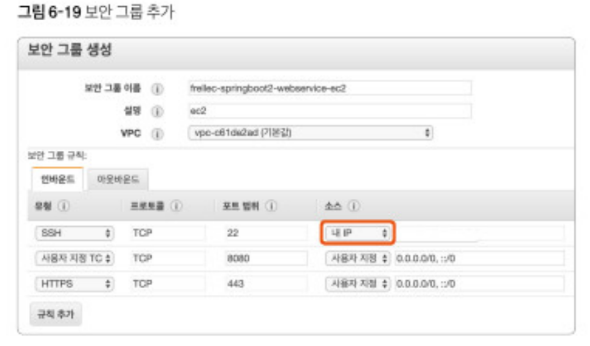 그림 6-19 보안 그룹 추가
보안 그룹 생성
보안 그룹 이름 i freilec-springboot2-webservice-ec2
설명 i ec2
VPC i vpc-c61de2ad (기본값)
보안 그룹 규칙:
인바운드 아웃바운드
유형 i 프로토콜 i 포트 범위 i 소스 i
SSH TCP 22 내 IP
사용자 지정 TC TCP 8080 사용자 지정 0.0.0.0/0, ::/0
HTTPS TCP 443 사용자 지정 0.0.0.0/0, ::/0
규칙 추가